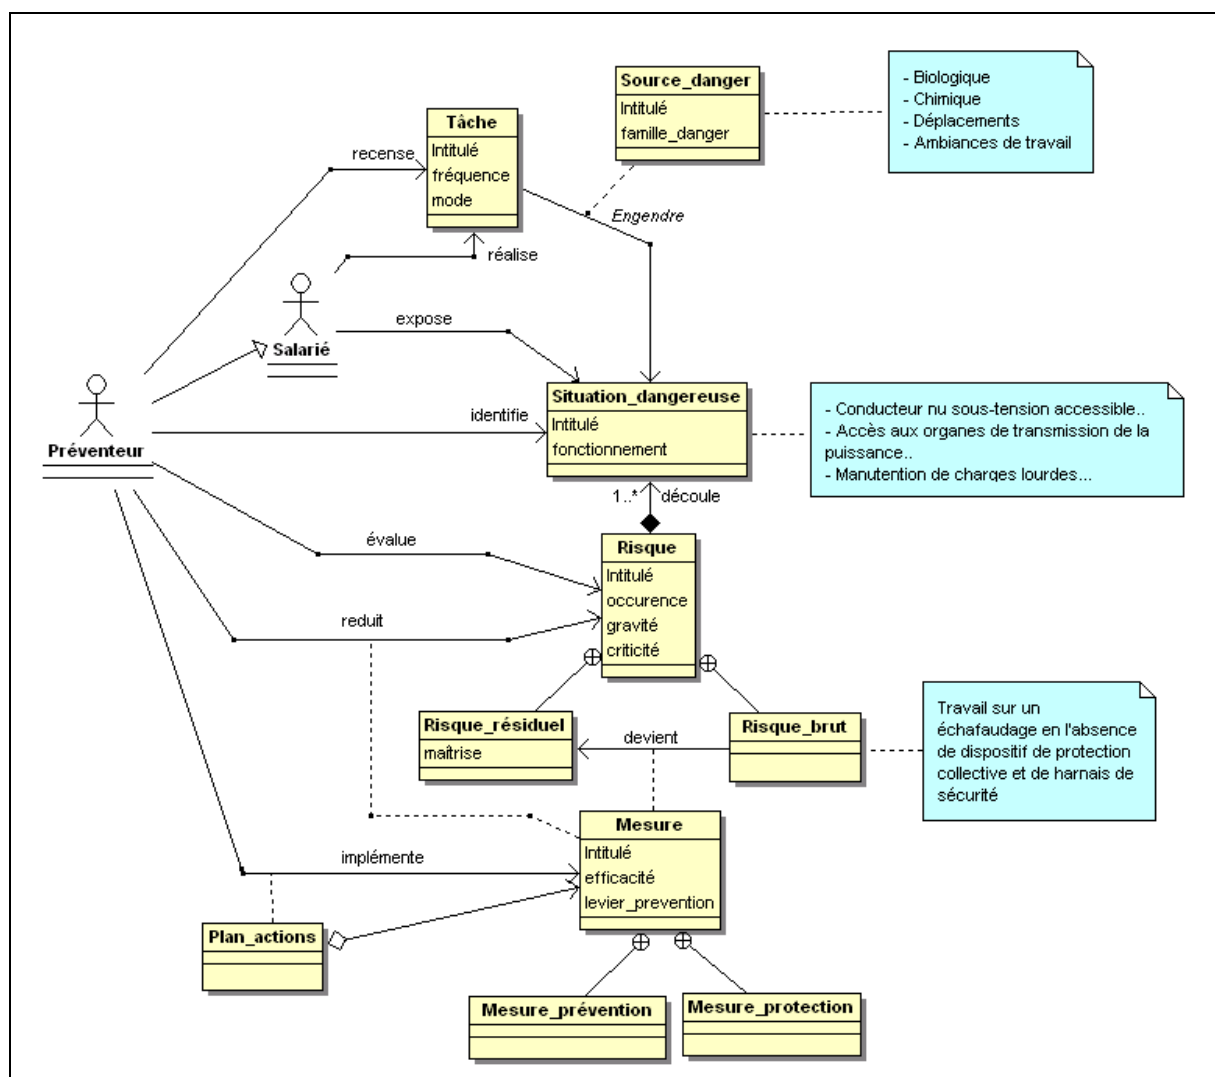 Source_danger
Intitulé
famille_danger
- Biologique
- Chimique
- Déplacements
- Ambiances de travail
Tâche
Intitulé
fréquence
mode
recense
Engendre
réalise
Salarié
expose
Préventeur
identifie
Situation_dangereuse
Intitulé
fonctionnement
- Conducteur nu sous-tension accessible..
- Accès aux organes de transmission de la
puissance..
- Manutention de charges lourdes...
1..* découle
évalue
Risque
Intitulé
occurence
gravité
criticité
reduit
Risque_résiduel
maîtrise
devient
Risque_brut
Travail sur un
échafaudage en l'absence
de dispositif de protection
collective et de harnais de
sécurité
Mesure
Intitulé
efficacité
levier_prevention
implémente
Plan_actions
Mesure_prévention
Mesure_protection